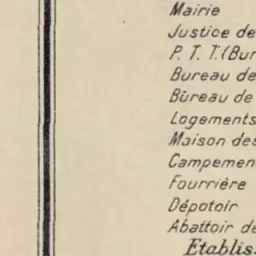 Mairie
Justice de
P. T. T. (Bur
Bureau de
Bureau de
Logements
Maison des
Campemen
Fourrière
Dépotoir
Abattoir de
Etablis